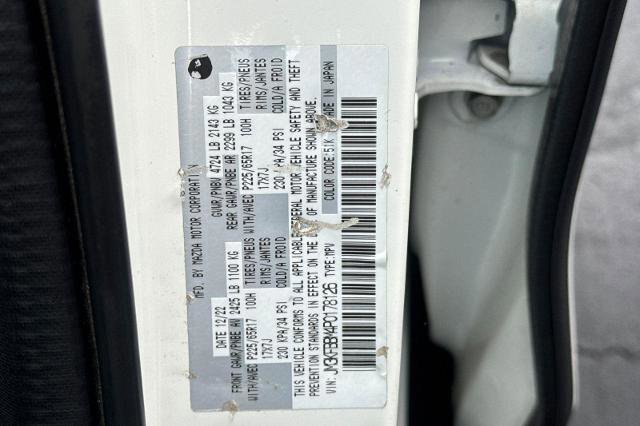 MFD. BY MAZDA MOTOR CORPORATION
DATE: 12/22 GVWR/PNBV 4724 LB 2143 KG
FRONT GAWR/PNBE AV 2425 LB 1100 KG REAR GAWR/PNBE AR 2299 LB 1043 KG
WITH/AVEC P225/65R17 100H TIRES/PNEUS WITH/AVEC P225/65R17 100H TIRES/PNEUS
17X7J RIMS/JANTES 17X7J RIMS/JANTES
230 KPA/34 PSI COLD/A FROID 230 KPA/34 PSI COLD/A FROID
THIS VEHICLE CONFORMS TO ALL APPLICABLE MOTOR VEHICLE SAFETY AND THEFT
PREVENTION STANDARDS IN EFFECT ON THE OF MANUFACTURE SHOWN ABOVE.
VIN: TYPE: MPV COLOR CODE: 51K MADE IN JAPAN